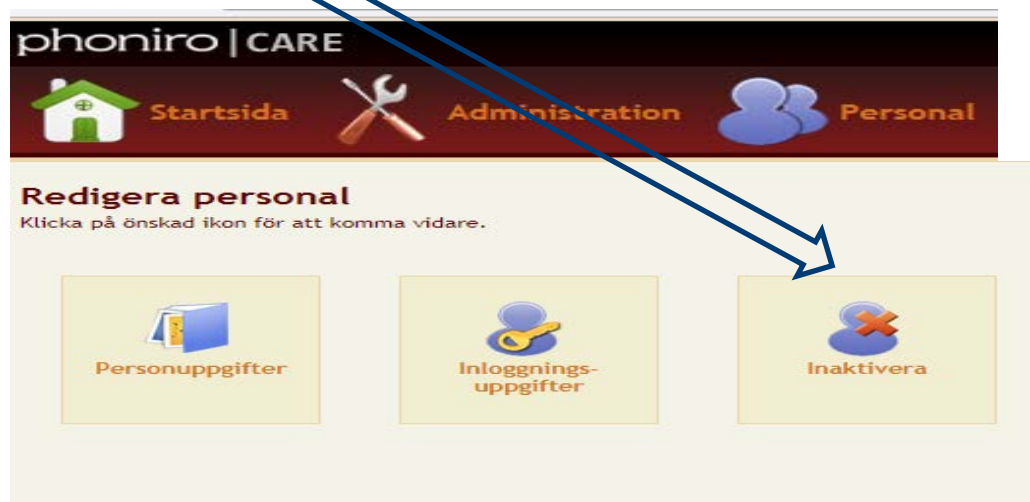 phoniro | CARE
Startsida Administration Personal
Redigera personal
Klicka på önskad ikon för att komma vidare.
Personuppgifter
Inloggnings-
uppgifter
Inaktivera